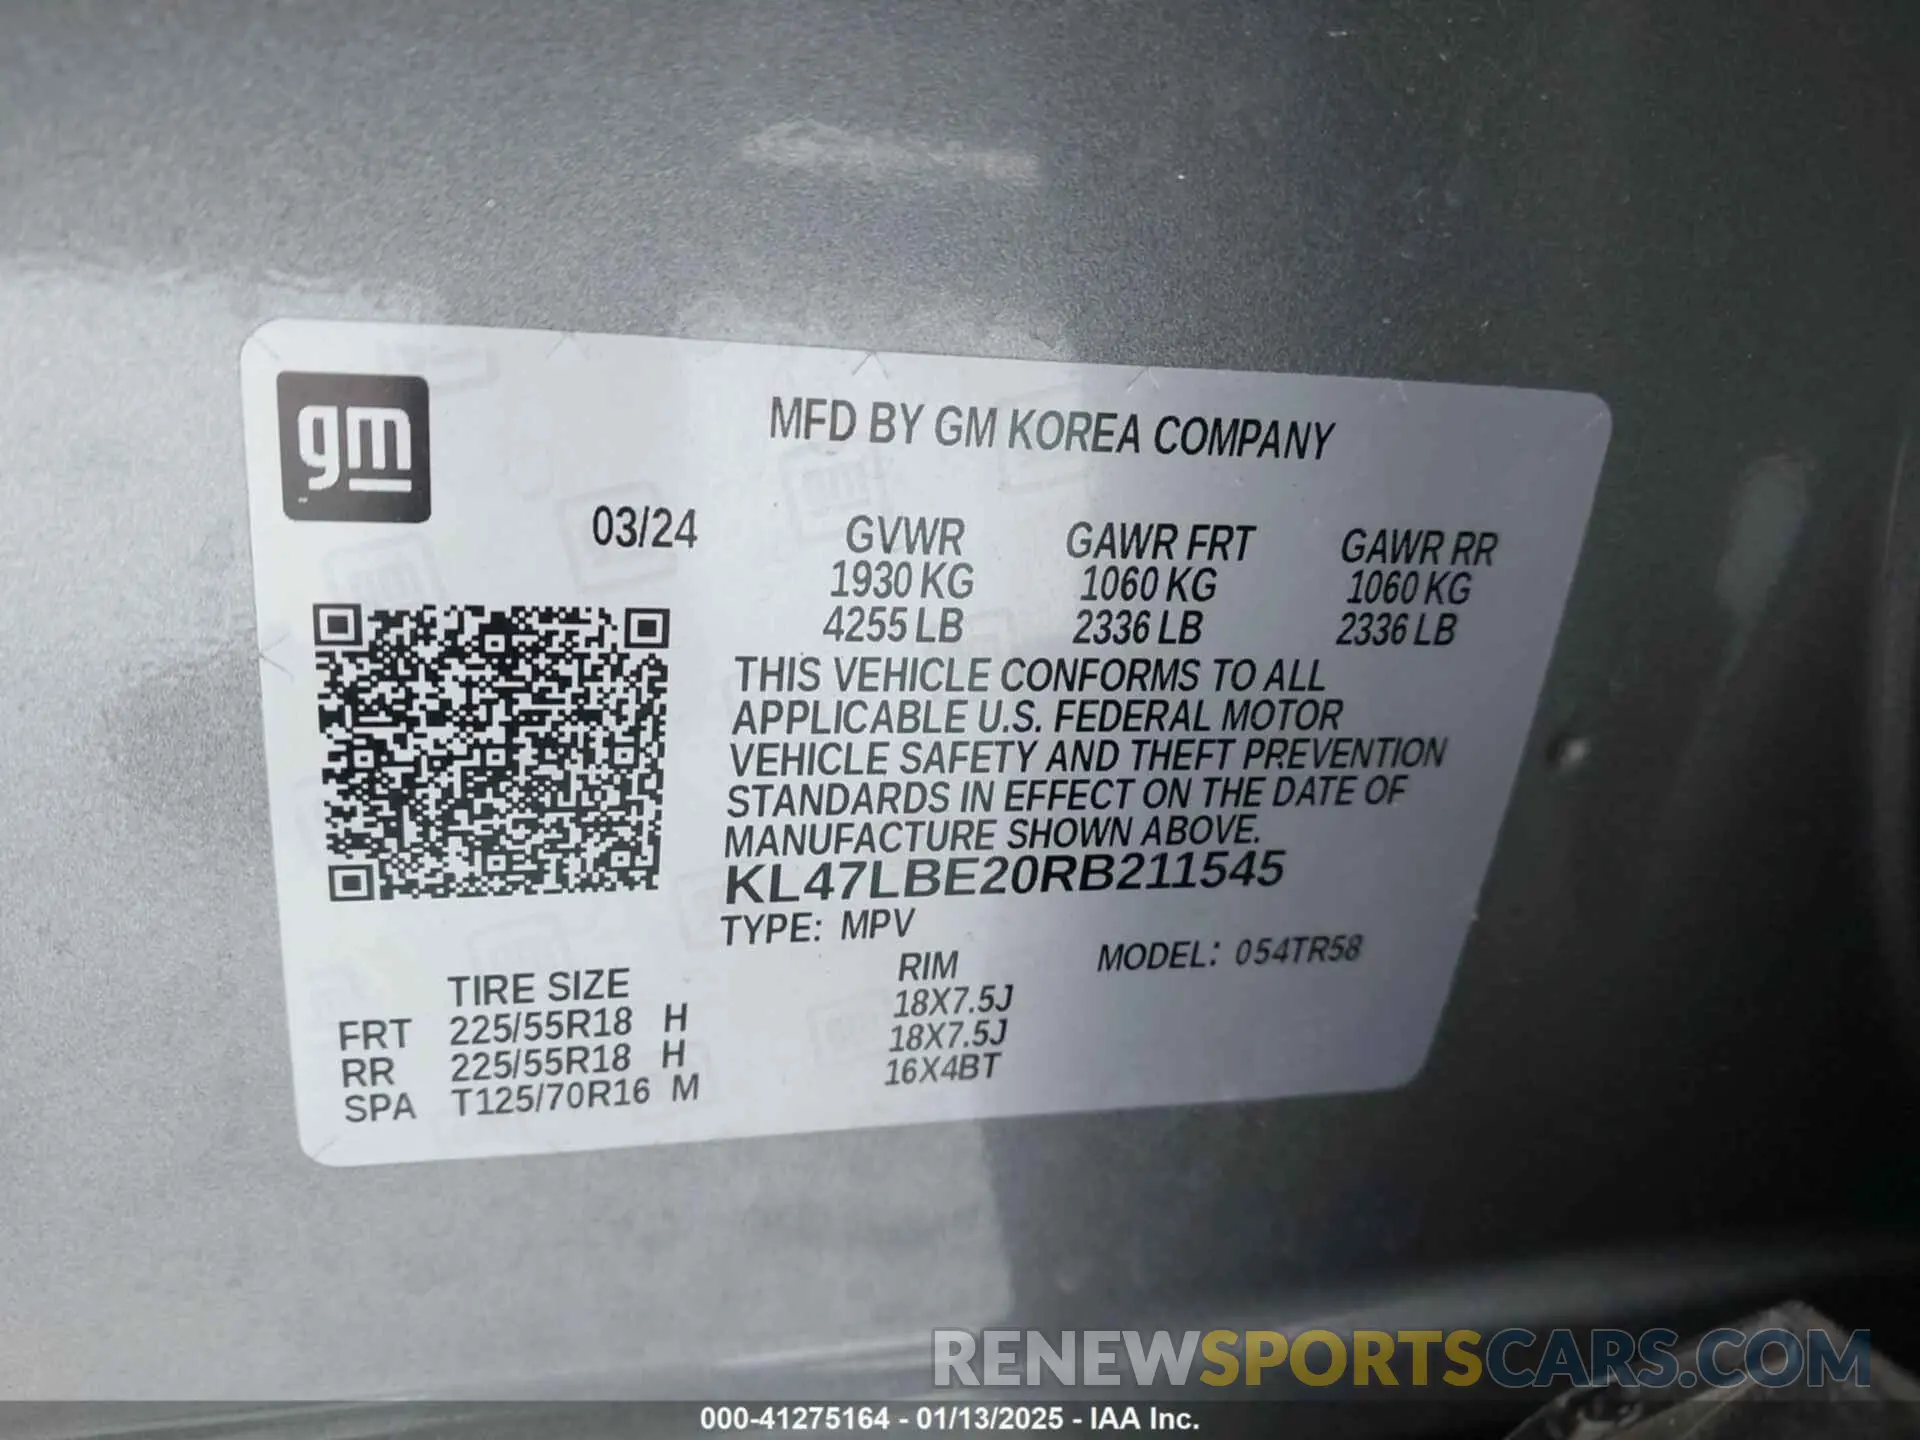 gm
MFD BY GM KOREA COMPANY
03/24
GVWR GAWR FRT GAWR RR
1930 KG 1060 KG 1060 KG
4255 LB 2336 LB 2336 LB
THIS VEHICLE CONFORMS TO ALL
APPLICABLE U.S. FEDERAL MOTOR
VEHICLE SAFETY AND THEFT PREVENTION
STANDARDS IN EFFECT ON THE DATE OF
MANUFACTURE SHOWN ABOVE.
KL47LBE20RB211545
TYPE: MPV
MODEL: 054TR58
TIRE SIZE RIM
FRT 225/55R18 H 18X7.5J
RR 225/55R18 H 18X7.5J
SPA T125/70R16 M 16X4BT
RENEWSPORTSCARS.COM
000-41275164 - 01/13/2025 - IAA Inc.